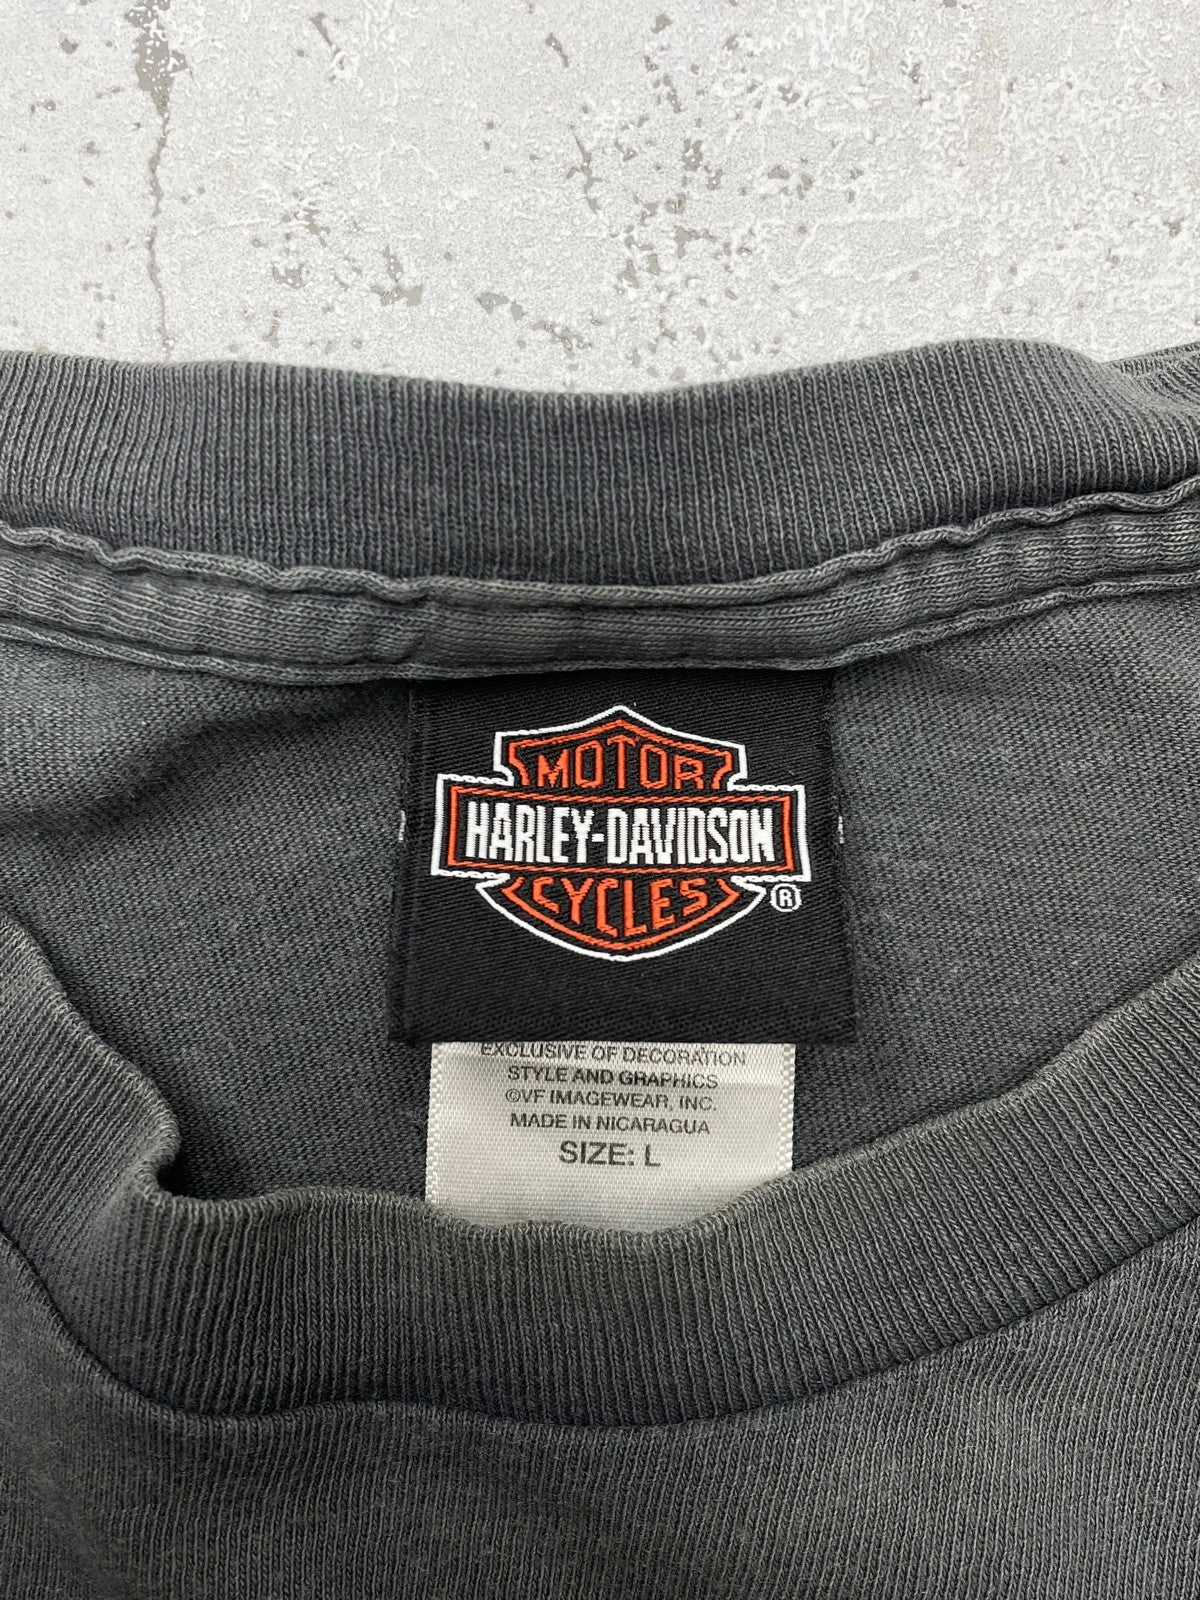 MOTOR
HARLEY-DAVIDSON
CYCLES
®
EXCLUSIVE OF DECORATION
STYLE AND GRAPHICS
©VF IMAGEWEAR, INC.
MADE IN NICARAGUA
SIZE: L